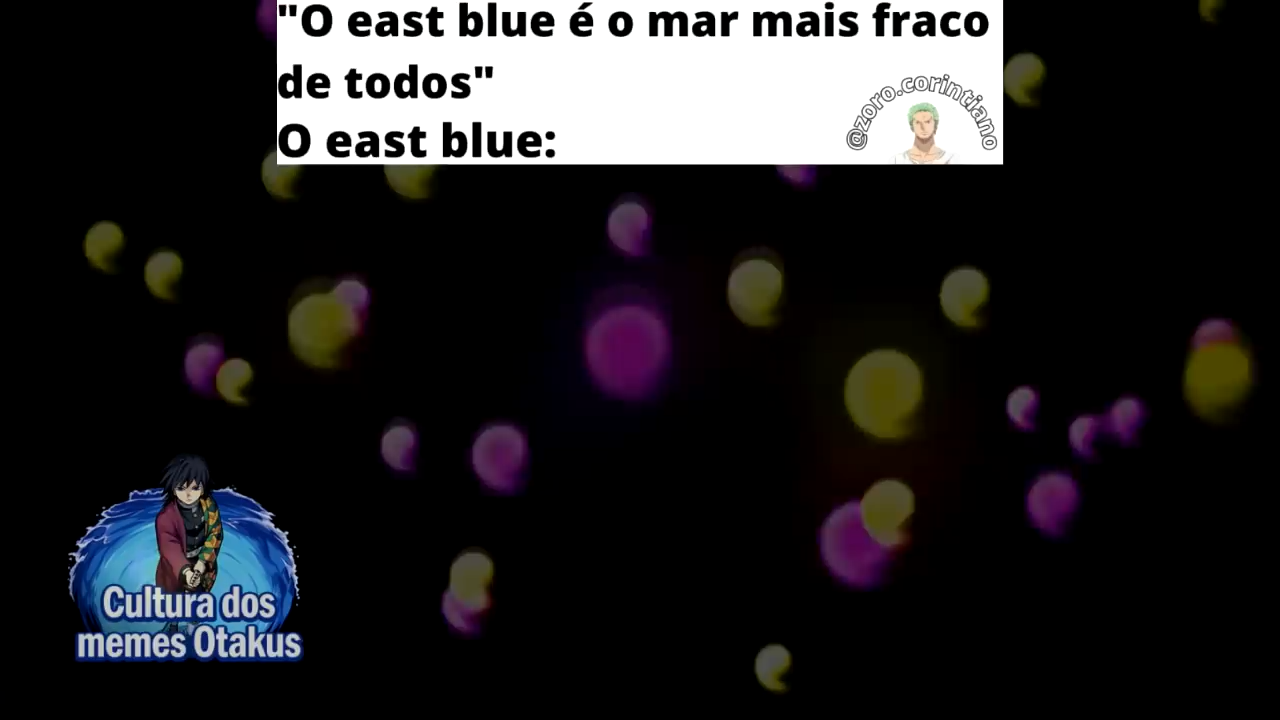 "O east blue é o mar mais fraco
de todos"
O east blue:
@zoro.corintiano
Cultura dos
memes Otakus